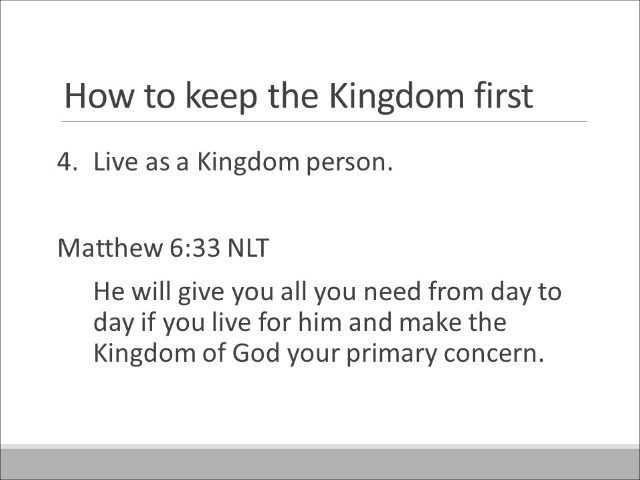 How to keep the Kingdom first
4. Live as a Kingdom person.
Matthew 6:33 NLT
He will give you all you need from day to
day if you live for him and make the
Kingdom of God your primary concern.